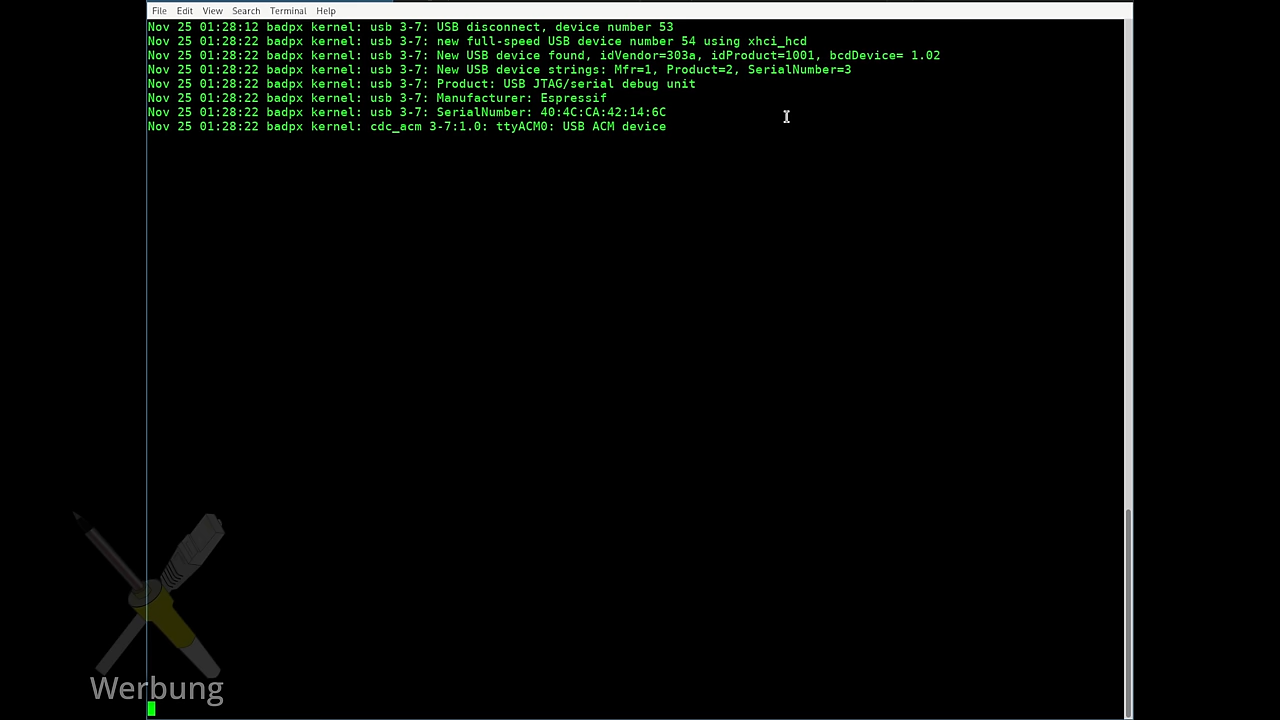 File Edit View Search Terminal Help
Nov 25 01:28:12 badpx kernel: usb 3-7: USB disconnect, device number 53
Nov 25 01:28:22 badpx kernel: usb 3-7: new full-speed USB device number 54 using xhci_hcd
Nov 25 01:28:22 badpx kernel: usb 3-7: New USB device found, idVendor=303a, idProduct=1001, bcdDevice= 1.02
Nov 25 01:28:22 badpx kernel: usb 3-7: New USB device strings: Mfr=1, Product=2, SerialNumber=3
Nov 25 01:28:22 badpx kernel: usb 3-7: Product: USB JTAG/serial debug unit
Nov 25 01:28:22 badpx kernel: usb 3-7: Manufacturer: Espressif
Nov 25 01:28:22 badpx kernel: usb 3-7: SerialNumber: 40:4C:CA:42:14:6C
Nov 25 01:28:22 badpx kernel: cdc_acm 3-7:1.0: ttyACM0: USB ACM device
Werbung